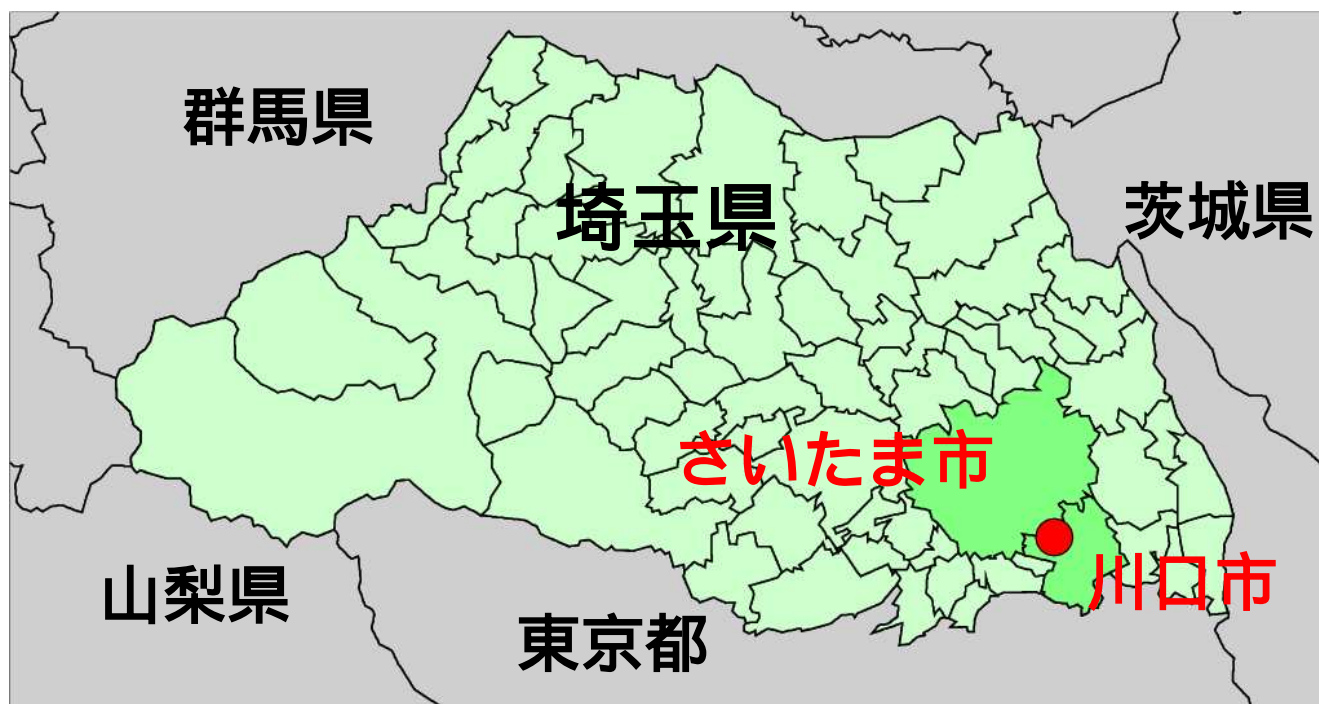 群馬県
埼玉県
茨城県
さいたま市
川口市
山梨県
東京都